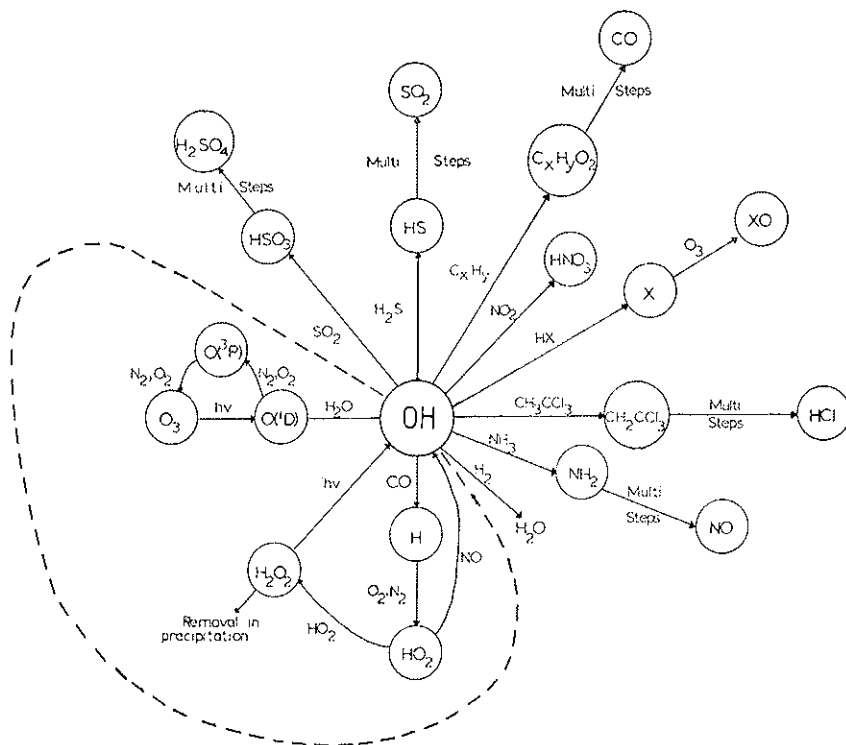 CO
Multi Steps
SO₂
H₂SO₄
CₓHᵧO₂
Multi Steps
Multi Steps
XO
HSO₃
HS
HNO₃
O₃
CₓHᵧ
X
H₂S
NO₂
SO₂
HX
O(³P)
N₂,O₂
N₂,O₂
CH₃CCl₃
O₃
hν
O(¹D)
H₂O
OH
CH₂CCl₃
Multi
Steps
HCl
NH₃
H₂
CO
NH₂
Multi
Steps
hν
H₂O
NO
H
NO
H₂O₂
O₂,N₂
Removal in
precipitation
HO₂
HO₂